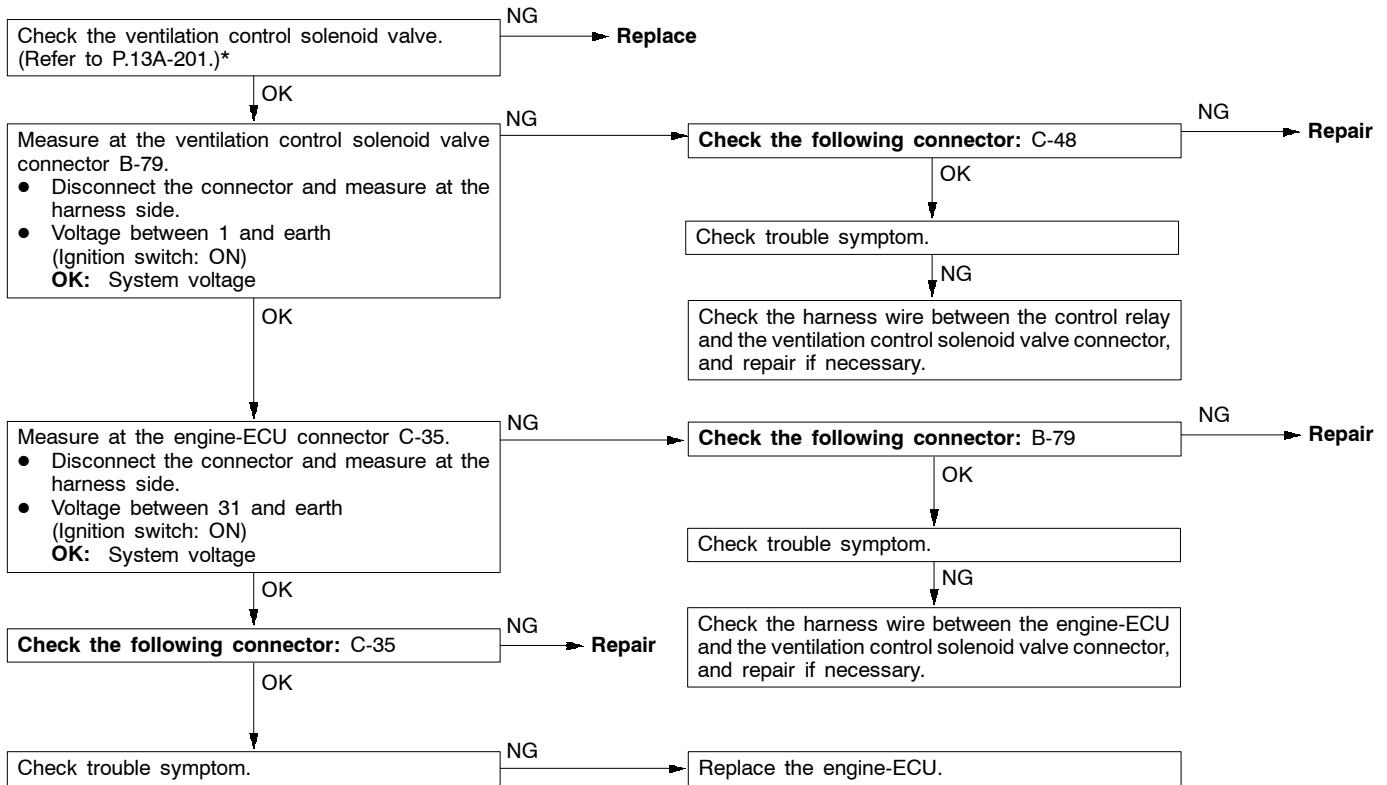 NG
Check the ventilation control solenoid valve.
(Refer to P.13A-201.)*
Replace
OK
Measure at the ventilation control solenoid valve
connector B-79.
● Disconnect the connector and measure at the
harness side.
● Voltage between 1 and earth
(Ignition switch: ON)
OK: System voltage
NG
Check the following connector: C-48
NG
Repair
OK
Check trouble symptom.
NG
Check the harness wire between the control relay
and the ventilation control solenoid valve connector,
and repair if necessary.
OK
Measure at the engine-ECU connector C-35.
● Disconnect the connector and measure at the
harness side.
● Voltage between 31 and earth
(Ignition switch: ON)
OK: System voltage
NG
Check the following connector: B-79
NG
Repair
OK
Check trouble symptom.
NG
Check the harness wire between the engine-ECU
and the ventilation control solenoid valve connector,
and repair if necessary.
OK
Check the following connector: C-35
NG
Repair
OK
Check trouble symptom.
NG
Replace the engine-ECU.